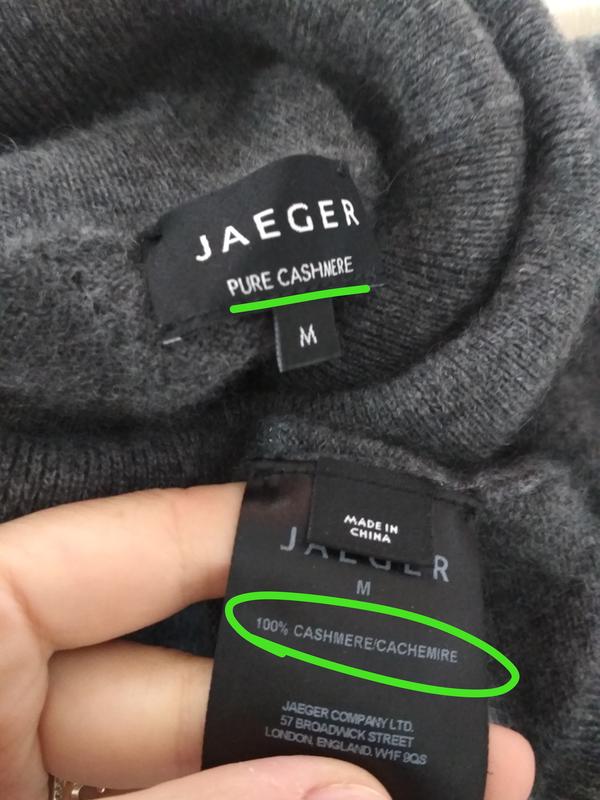 JAEGER
PURE CASHMERE
M
MADE IN
CHINA
JAEGER
M
100% CASHMERE/CACHEMIRE
JAEGER COMPANY LTD.
57 BROADWICK STREET
LONDON, ENGLAND. W1F 9QS